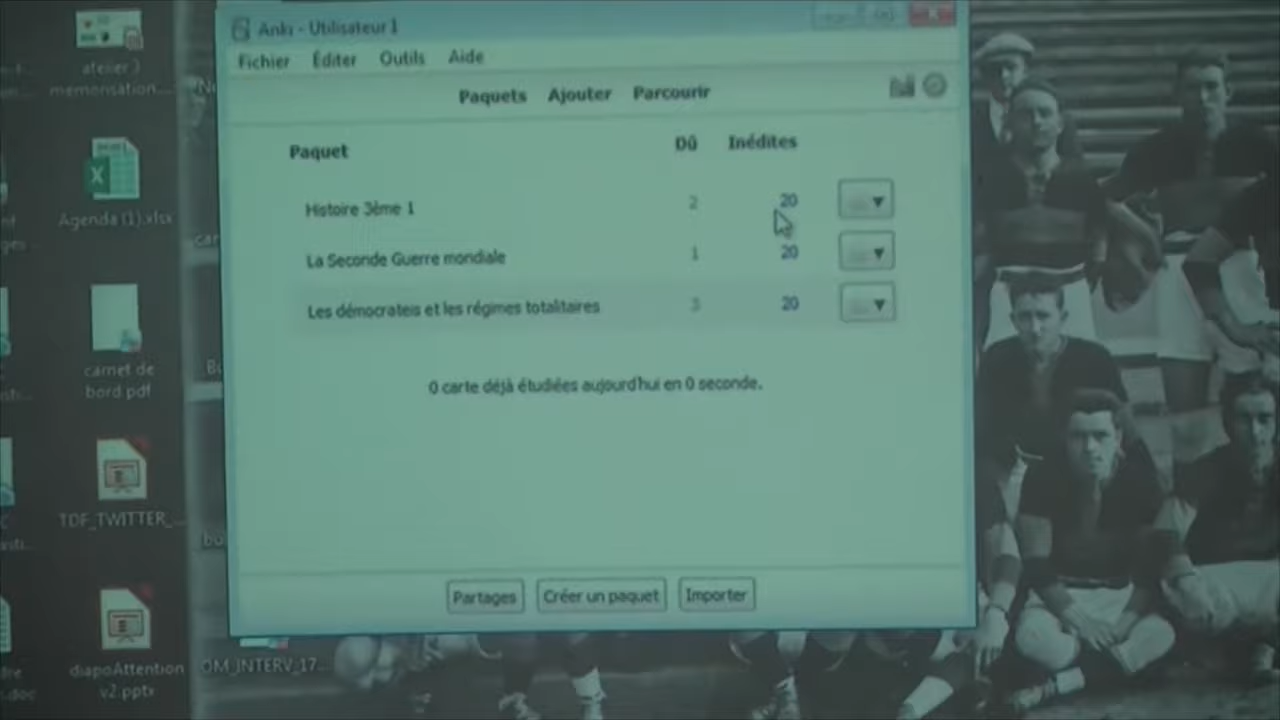 Anki - Utilisateur 1
Fichier Éditer Outils Aide
Paquets Ajouter Parcourir
Paquet Dû Inédites
Histoire 3ème 1 2 20
La Seconde Guerre mondiale 1 20
Les démocrateis et les régimes totalitaires 3 20
0 carte déjà étudiées aujourd'hui en 0 seconde.
Partages Créer un paquet Importer
atelier 3
memorisation...
Agenda (1).xlsx
carnet de
bord pdf
TDF_TWITTER_...
diapoAttention
v2.pptx
OM_INTERV_17...